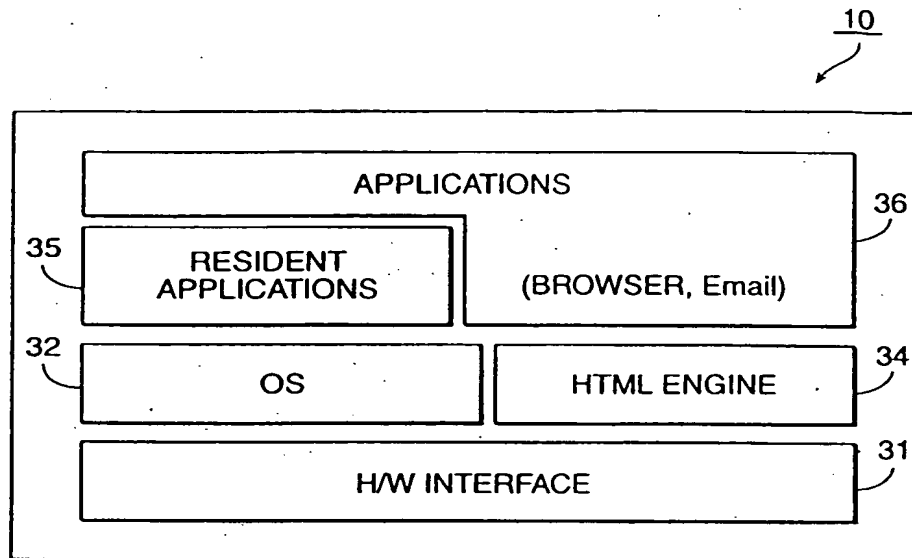 10
APPLICATIONS
36
35
RESIDENT
APPLICATIONS
(BROWSER, Email)
32
OS
HTML ENGINE
34
31
H/W INTERFACE